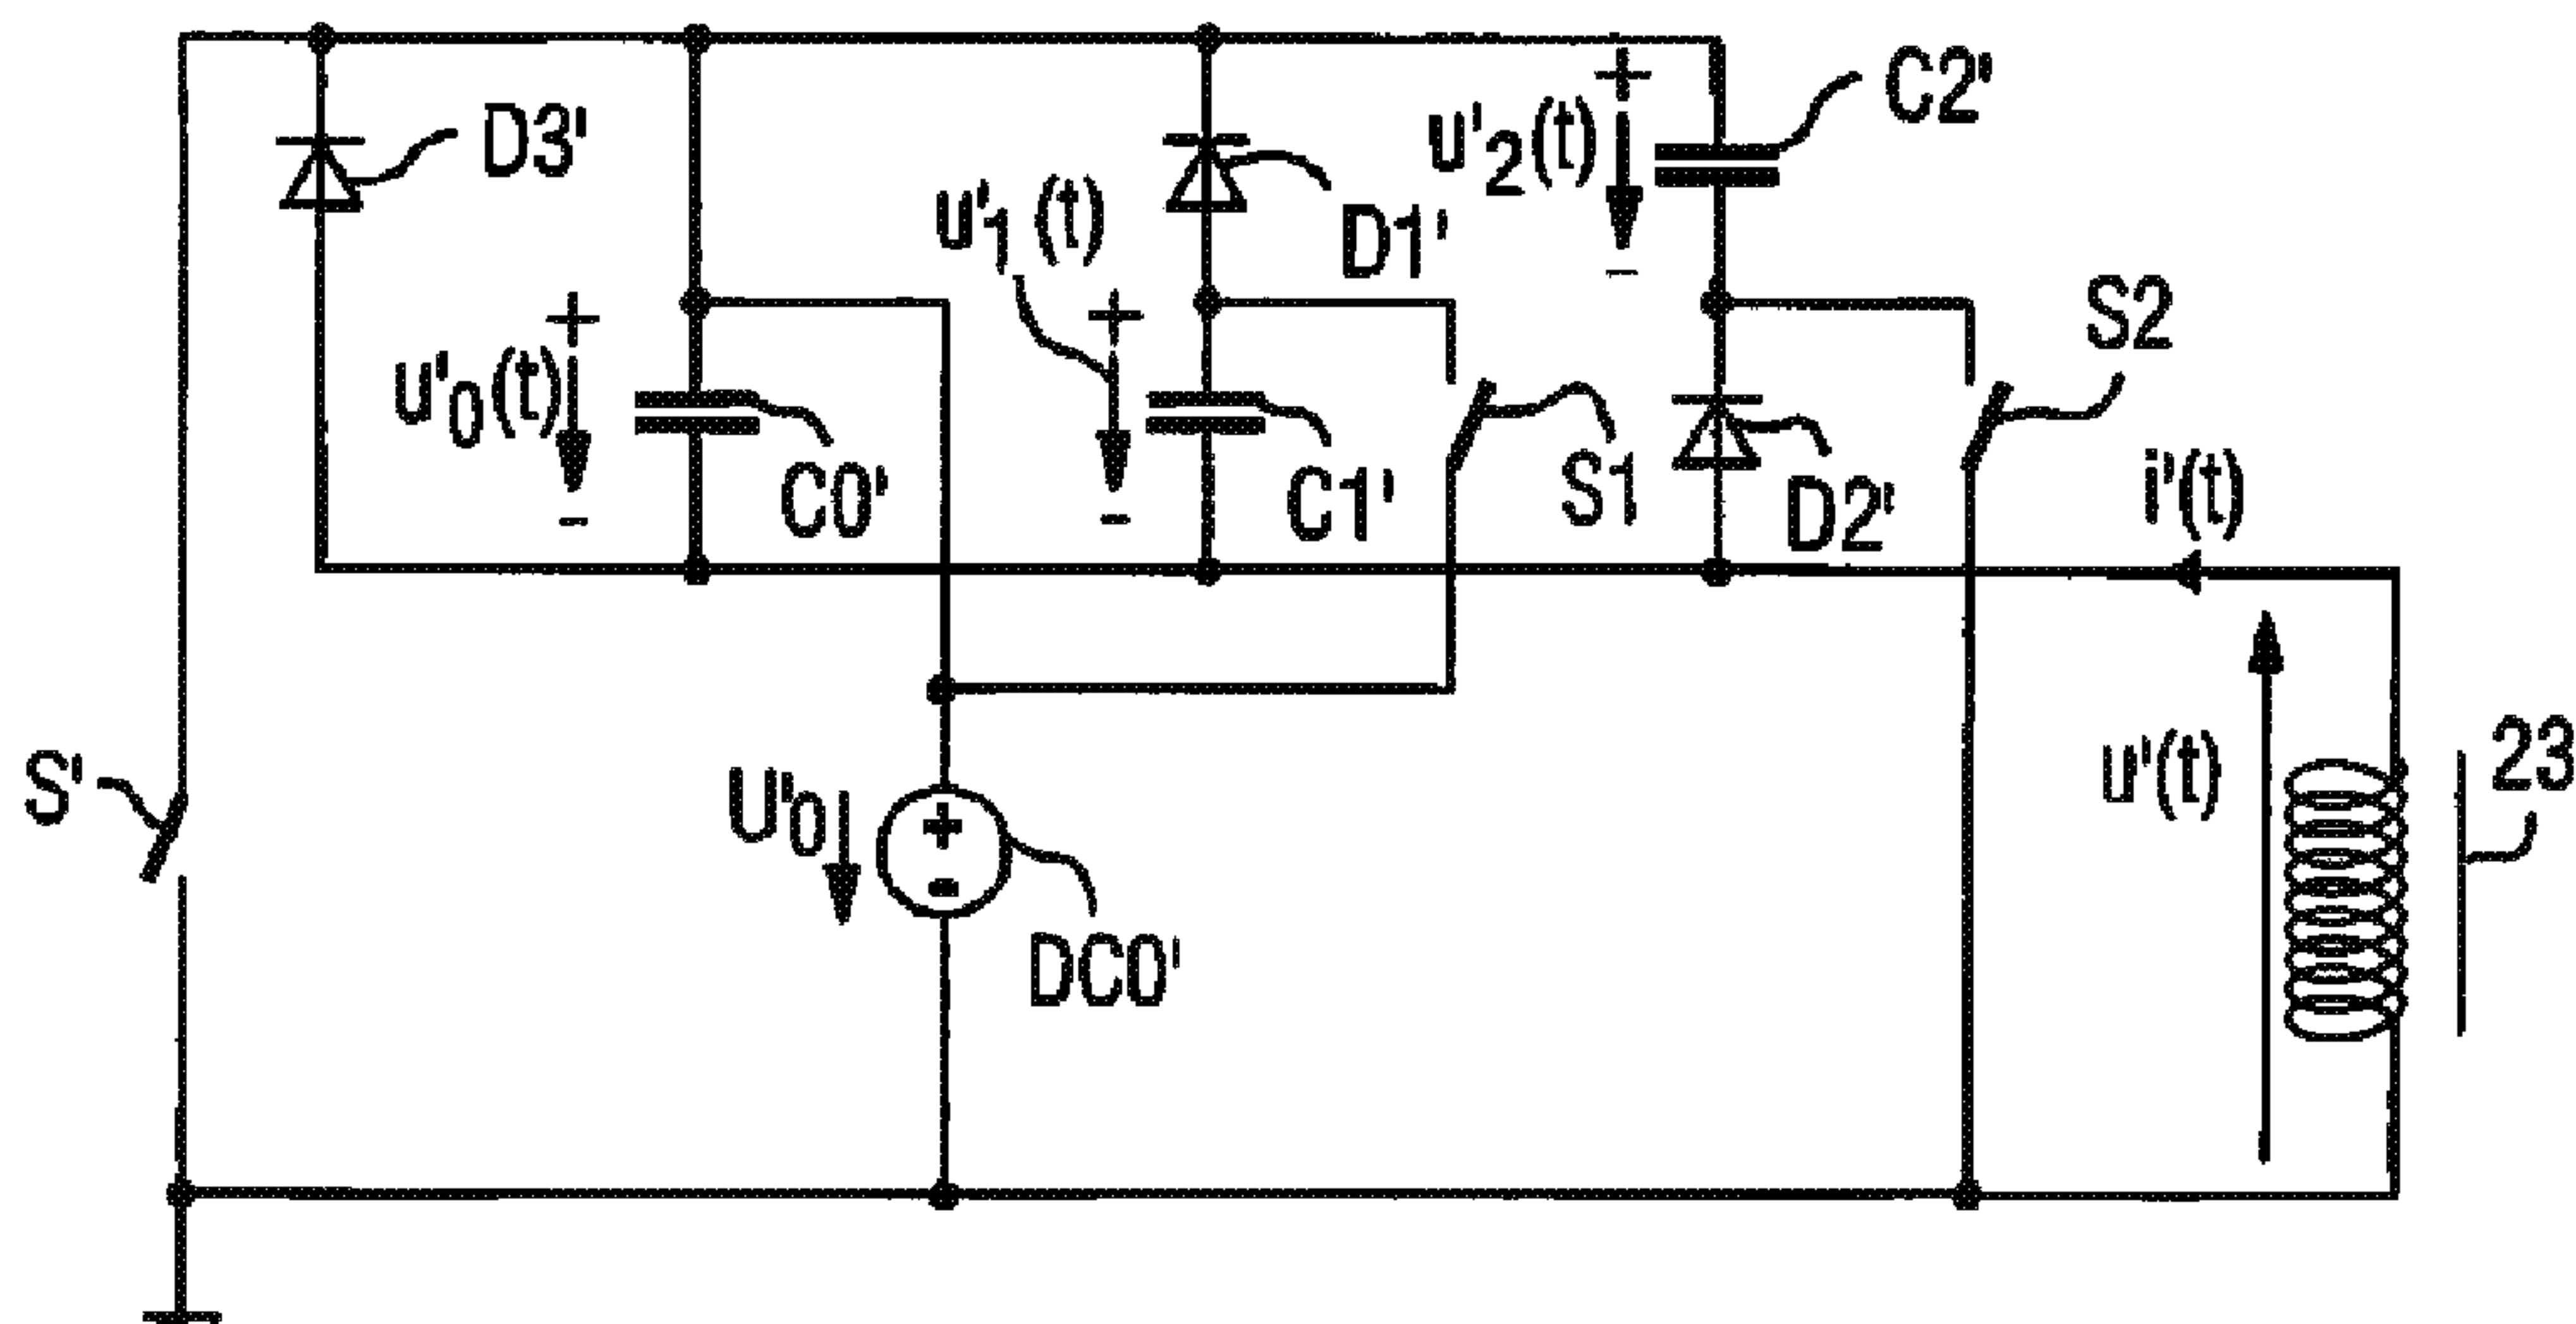 D3'
u'0(t)
C0'
u'1(t)
D1'
C1'
S1
u'2(t)
C2'
S2
D2'
i'(t)
S'
U'0
DC0'
u'(t)
23